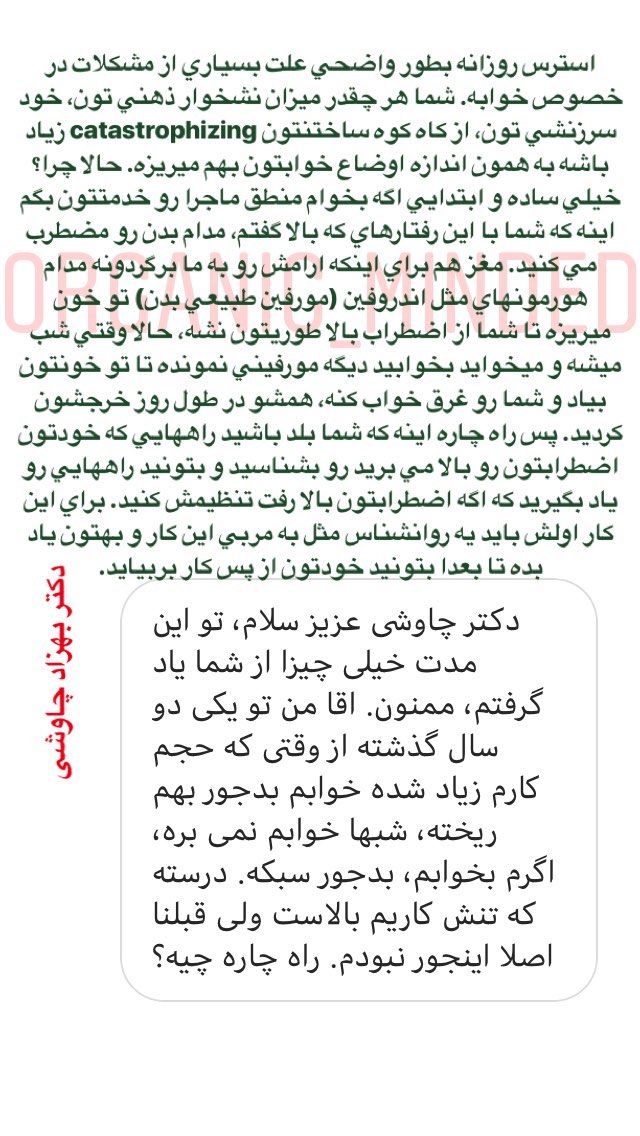 استرس روزانه بطور واضحي علت بسياري از مشكلات در
خصوص خوابه. شما هر چقدر ميزان نشخوار ذهني تون، خود
سرزنشي تون، از كاه كوه ساختنتون catastrophizing زياد
باشه به همون اندازه اوضاع خوابتون بهم ميريزه. حالا چرا؟
خيلي ساده و ابتدايي اگه بخوام منطق ماجرا رو خدمتتون بگم
اينه كه شما با اين رفتارهاي كه بالا گفتم، مدام بدن رو مضطرب
مي كنيد. مغز هم براي اينكه ارامش رو به ما برگردونه مدام
هورمونهاي مثل اندروفين (مورفين طبيعي بدن) تو خون
ميريزه تا شما از اضطراب بالا طوريتون نشه، حالا وقتي شب
ميشه و ميخوايد بخوابيد ديگه مورفيني نمونده تا تو خونتون
بياد و شما رو غرق خواب كنه، همشو در طول روز خرجشون
كرديد. پس راه چاره اينه كه شما بلد باشيد راههايي كه خودتون
اضطرابتون رو بالا مي بريد رو بشناسيد و بتونيد راههايي رو
ياد بگيريد كه اگه اضطرابتون بالا رفت تنظيمش كنيد. براي اين
كار اولش بايد يه روانشناس مثل يه مربي اين كار و بهتون ياد
بده تا بعدا بتونيد خودتون از پس كار بربيايد.
ORGANIC_MINDED
دکتر بهزاد چاوشی
دکتر چاوشی عزیز سلام، تو این
مدت خیلی چیزا از شما یاد
گرفتم، ممنون. اقا من تو یکی دو
سال گذشته از وقتی که حجم
کارم زیاد شده خوابم بدجور بهم
ریخته، شبها خوابم نمی بره،
اگرم بخوابم، بدجور سبکه. درسته
که تنش کاریم بالاست ولی قبلنا
اصلا اینجور نبودم. راه چاره چیه؟